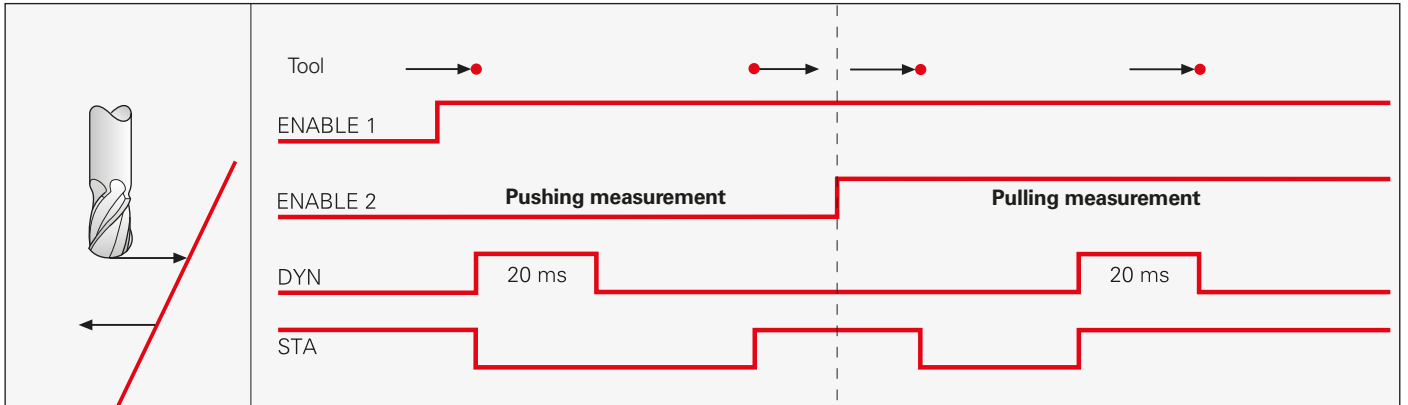 Tool
ENABLE 1
ENABLE 2
Pushing measurement
Pulling measurement
DYN
20 ms
20 ms
STA